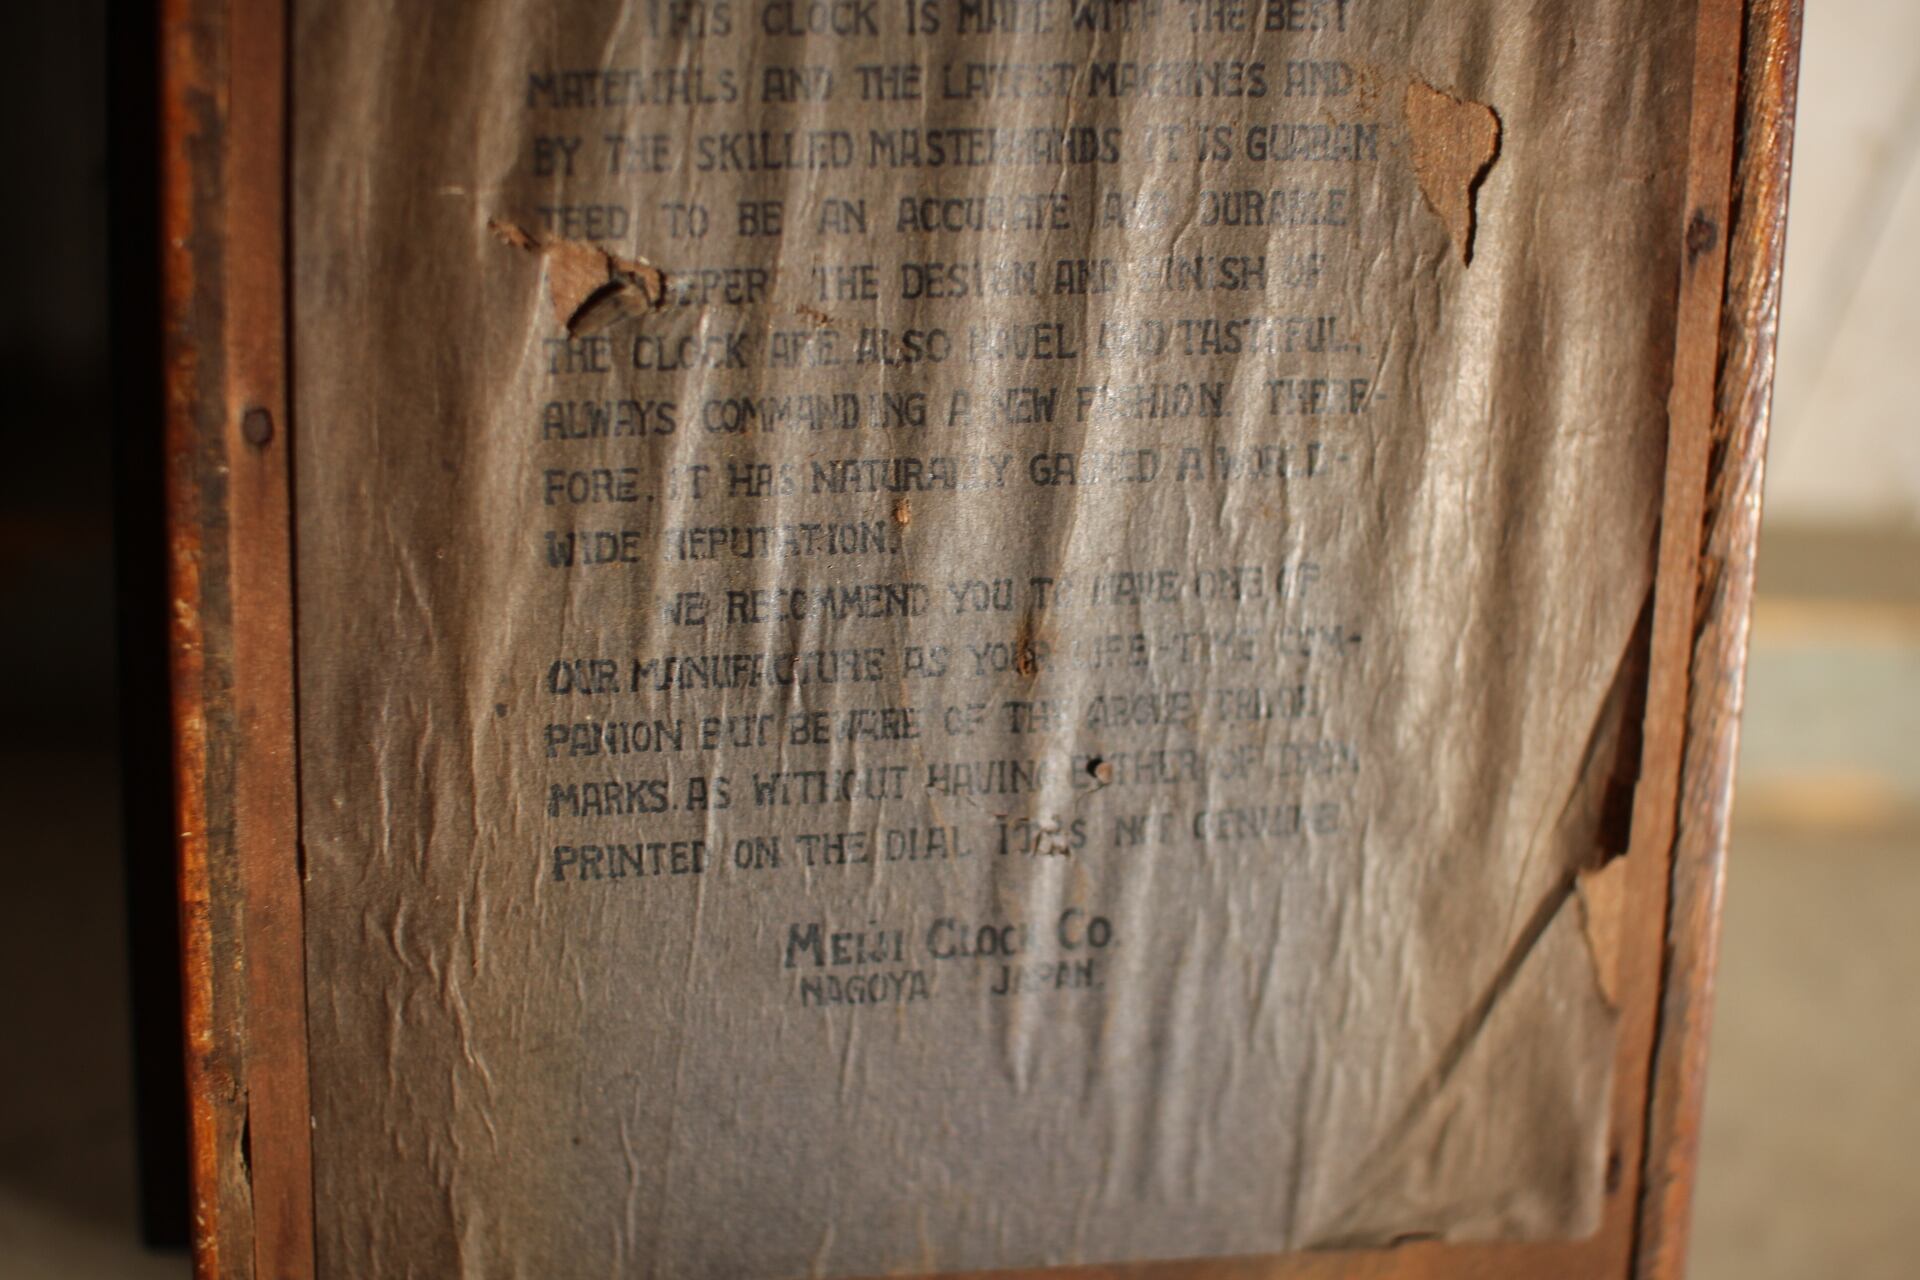 THIS CLOCK IS MADE WITH THE BEST
MATERIALS AND THE LATEST MACHINES AND
BY THE SKILLED MASTERHANDS IT IS GUARAN-
TEED TO BE AN ACCURATE AND DURABLE
THE DESIGN AND FINISH OF
THE CLOCK ARE ALSO NOVEL AND TASTEFUL,
ALWAYS COMMANDING A NEW FASHION. THERE-
FORE, IT HAS NATURALLY GAINED A WORLD-
WIDE REPUTATION.
WE RECOMMEND YOU TO HAVE ONE OF
OUR MANUFACTURE AS YOUR LIFE-TIME COM-
PANION BUT BEWARE OF THE ABOVE
MARKS. AS WITHOUT HAVING EITHER OF
PRINTED ON THE DIAL IT IS NOT GENUINE
MEIJI CLOCK CO.
NAGOYA JAPAN.